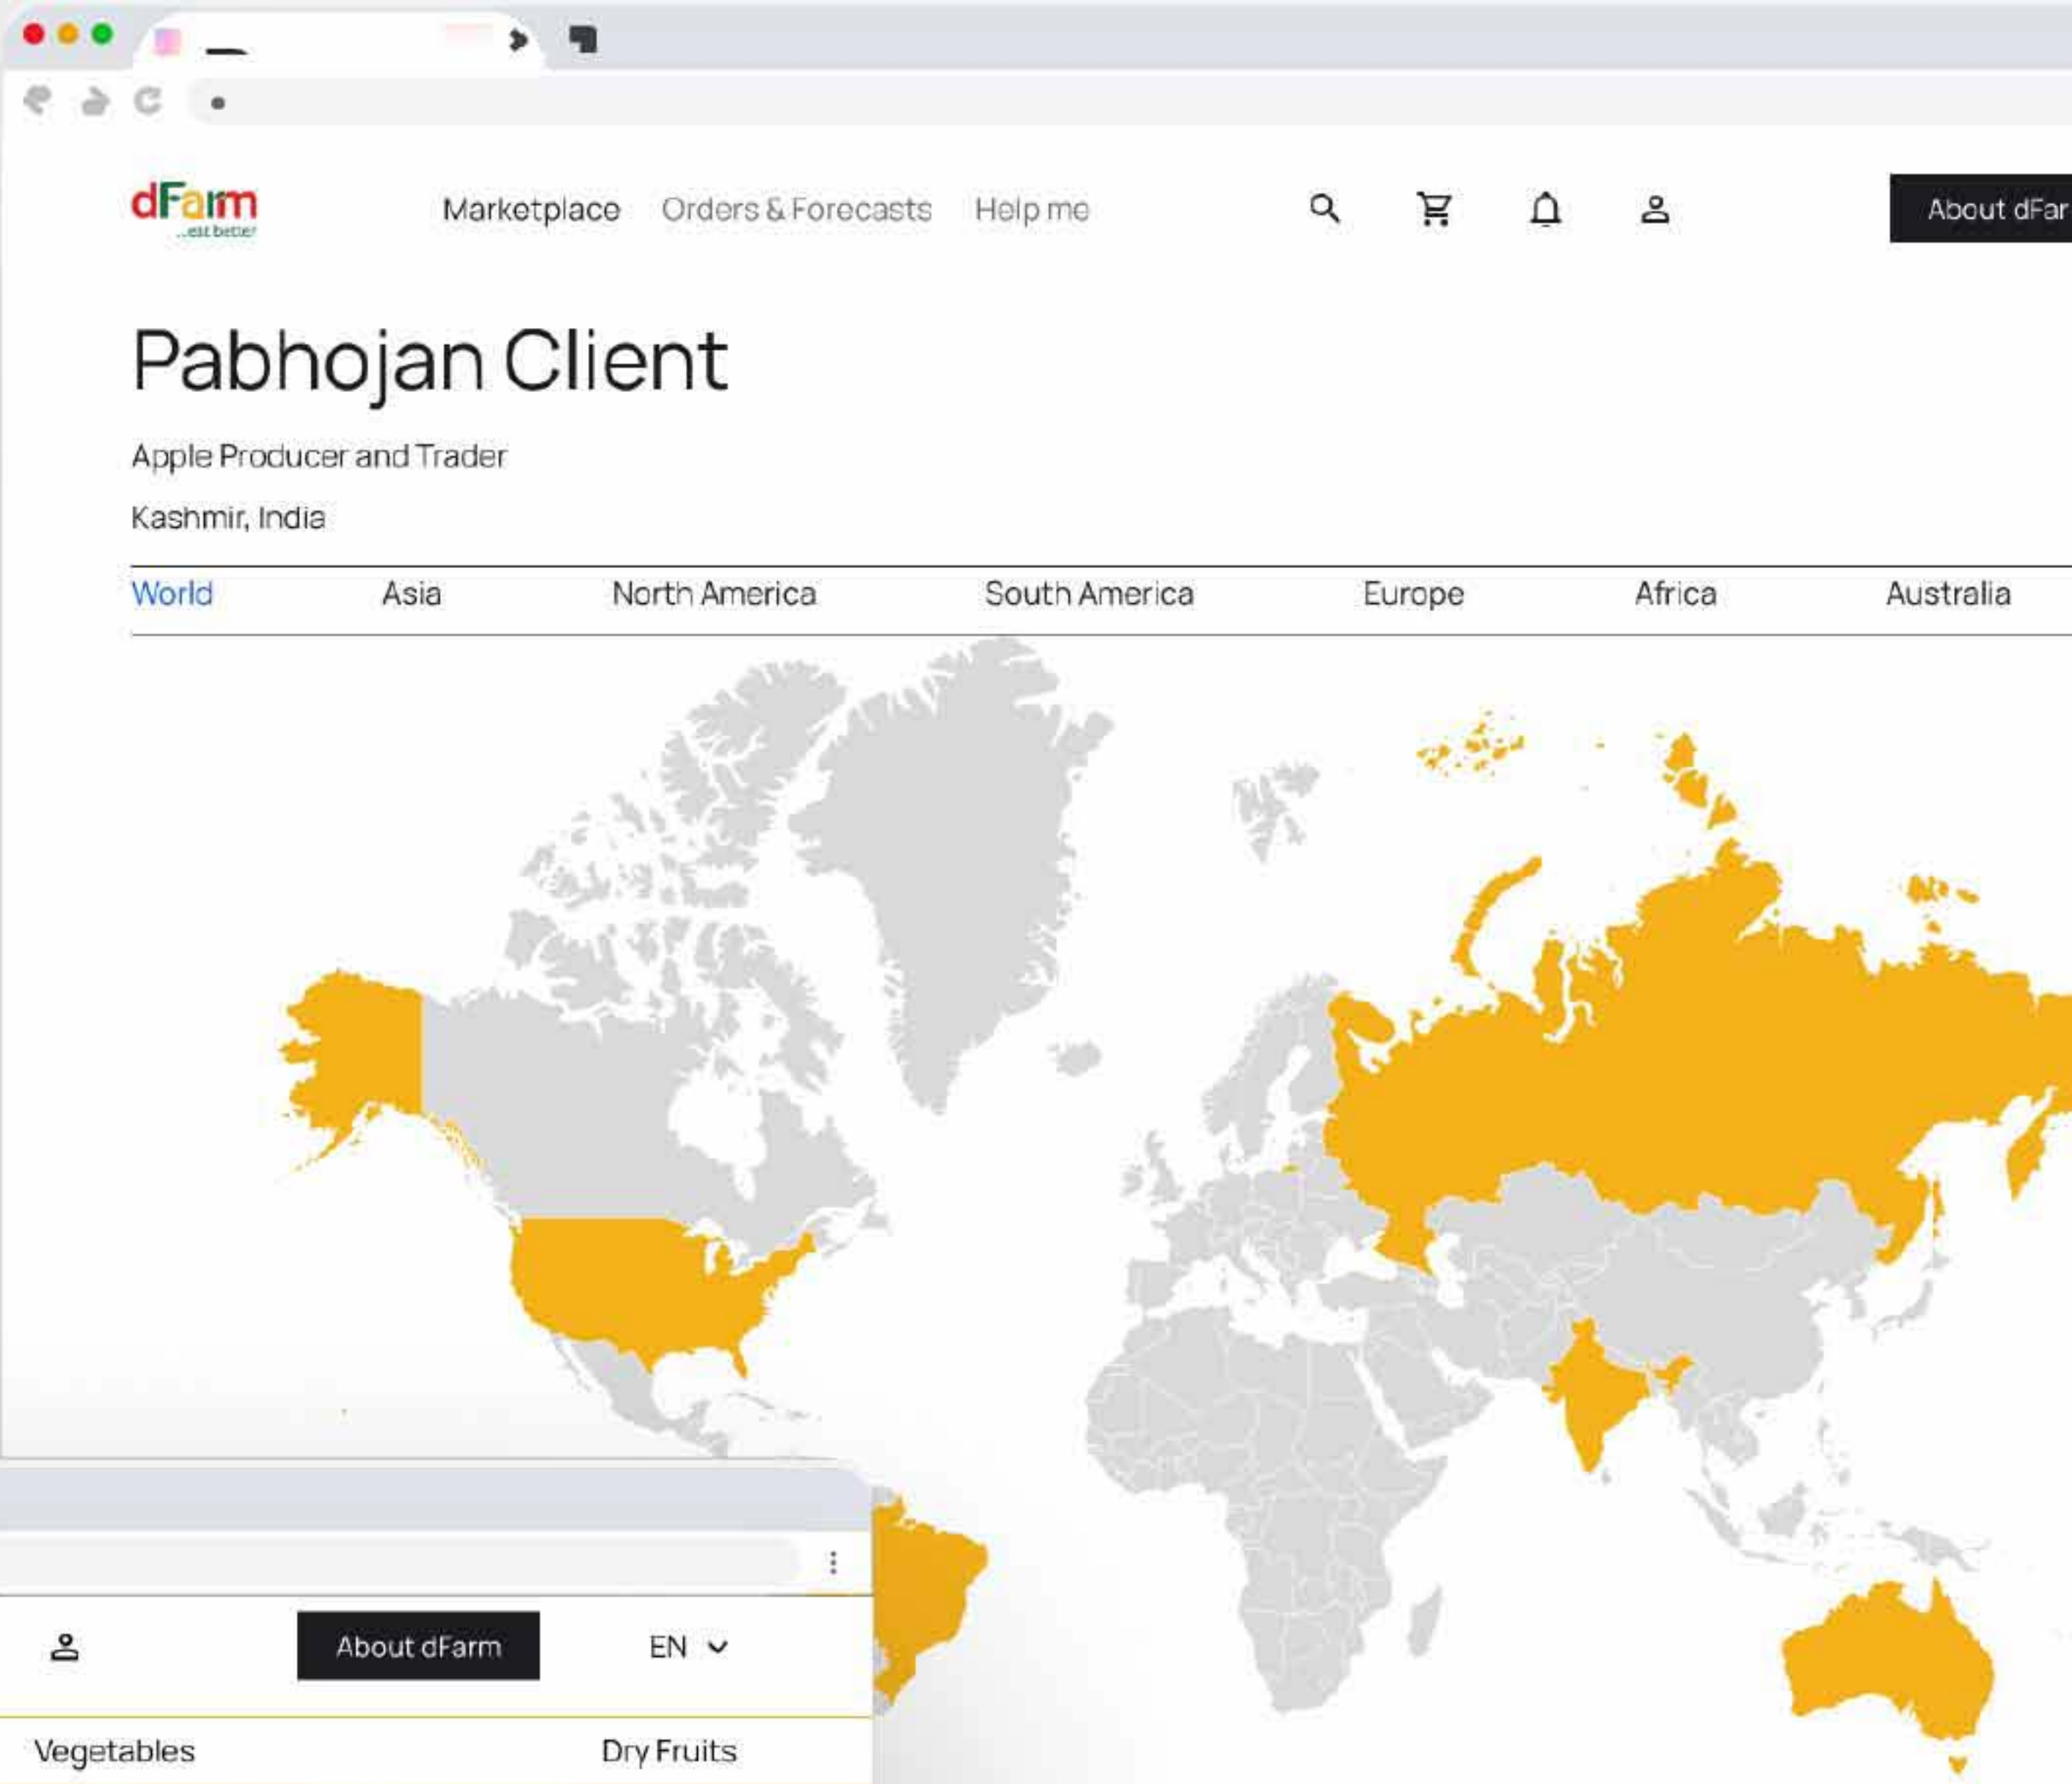 dFarm
...eat better
Marketplace Orders & Forecasts Help me
About dFar
Pabhojan Client
Apple Producer and Trader
Kashmir, India
World Asia North America South America Europe Africa Australia
About dFarm EN
Vegetables Dry Fruits